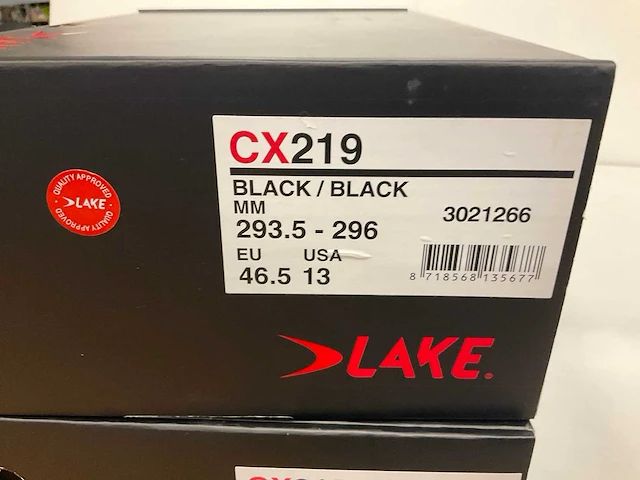 CX219
BLACK / BLACK
MM
3021266
293.5 - 296
EU USA
46.5 13
8 718568 135677
QUALITY APPROVED
LAKE
QUALITY APPROVED
LAKE